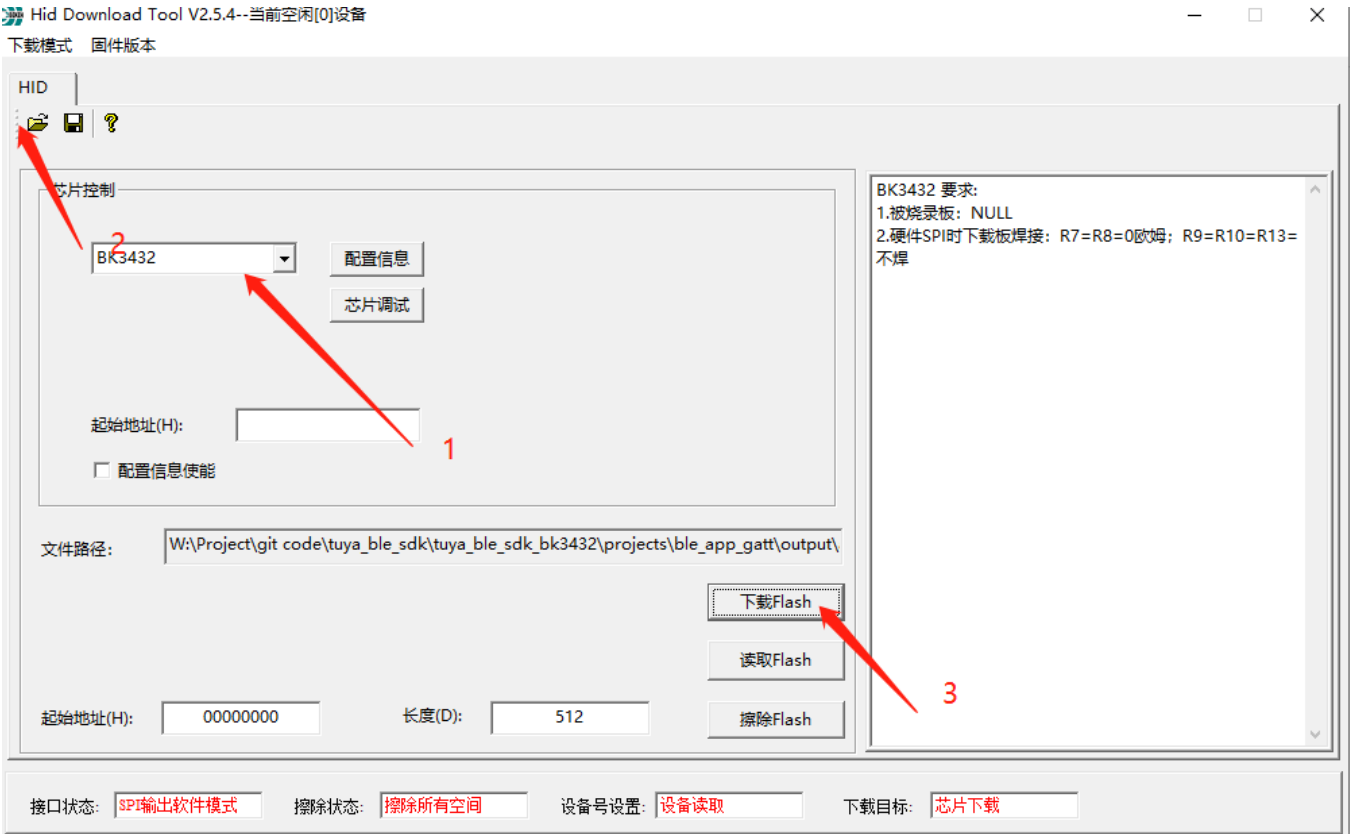 Hid Download Tool V2.5.4--当前空闲[0]设备
下载模式 固件版本
HID
芯片控制
2
BK3432
配置信息
芯片调试
起始地址(H):
1
配置信息使能
文件路径:
W:\Project\git code\tuya_ble_sdk\tuya_ble_sdk_bk3432\projects\ble_app_gatt\output\
下载Flash
读取Flash
3
起始地址(H): 00000000 长度(D): 512 擦除Flash
BK3432 要求:
1.被烧录板：NULL
2.硬件SPI时下载板焊接：R7=R8=0欧姆；R9=R10=R13=
不焊
接口状态: SPI输出软件模式 擦除状态: 擦除所有空间 设备号设置: 设备读取 下载目标: 芯片下载